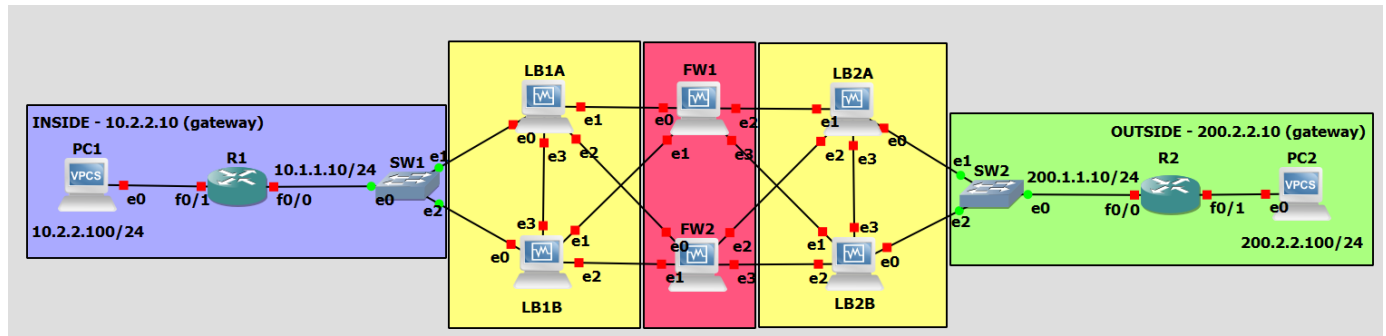 INSIDE - 10.2.2.10 (gateway)
PC1
VPCS
e0
10.2.2.100/24
R1
f0/1
f0/0
10.1.1.10/24
SW1
e0
e1
e2
LB1A
e0
e1
e2
e3
LB1B
e0
e1
e2
e3
FW1
e0
e1
e2
e3
FW2
e0
e1
e2
e3
LB2A
e1
e2
e3
e0
LB2B
e1
e2
e3
e0
OUTSIDE - 200.2.2.10 (gateway)
SW2
e1
e2
e0
200.1.1.10/24
R2
f0/0
f0/1
PC2
VPCS
e0
200.2.2.100/24